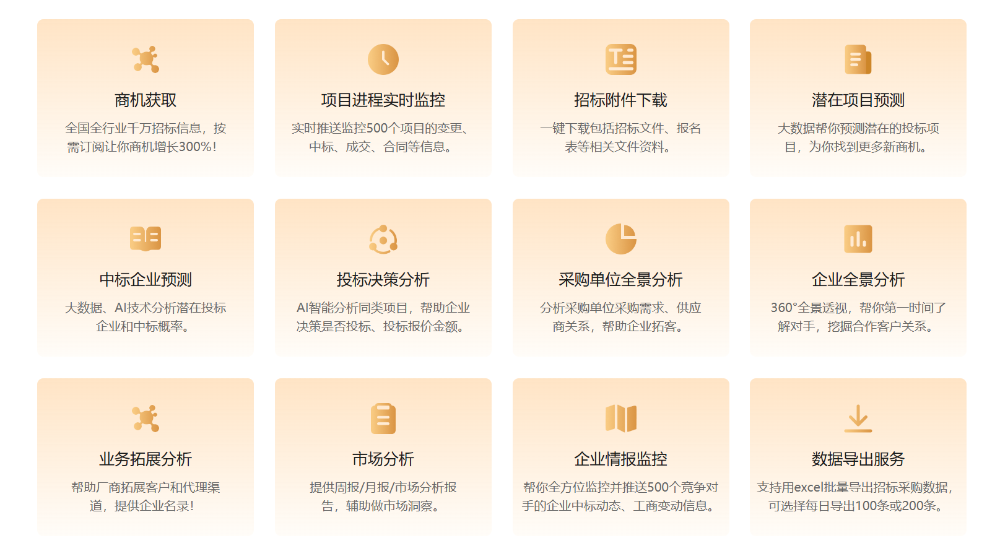 商机获取
全国全行业千万招标信息，按
需订阅让你商机增长300%！
项目进程实时监控
实时推送监控500个项目的变更、
中标、成交、合同等信息。
招标附件下载
一键下载包括招标文件、报名
表等相关文件资料。
潜在项目预测
大数据帮你预测潜在的投标项
目，为你找到更多新商机。
中标企业预测
大数据、AI技术分析潜在投标
企业和中标概率。
投标决策分析
AI智能分析同类项目，帮助企业
决策是否投标、投标报价金额。
采购单位全景分析
分析采购单位采购需求、供应
商关系，帮助企业拓客。
企业全景分析
360°全景透视，帮你第一时间了
解对手，挖掘合作客户关系。
业务拓展分析
帮助厂商拓展客户和代理渠
道，提供企业名录！
市场分析
提供周报/月报/市场分析报
告，辅助做市场洞察。
企业情报监控
帮你全方位监控并推送500个竞争对
手的企业中标动态、工商变动信息。
数据导出服务
支持用excel批量导出招标采购数据，
可选择每日导出100条或200条。